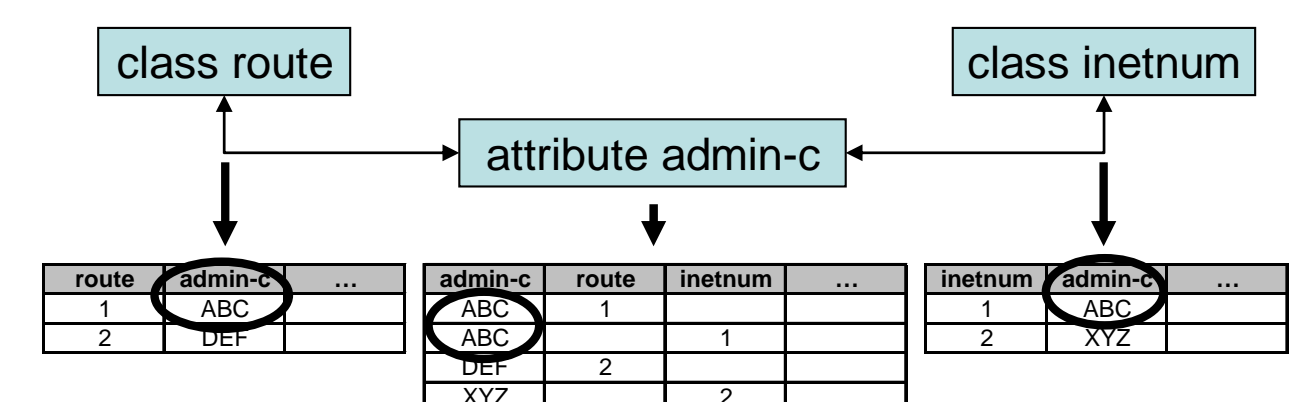 class route
class inetnum
attribute admin-c
route admin-c …
1 ABC
2 DEF
admin-c route inetnum …
ABC 1
ABC 1
DEF 2
XYZ 2
inetnum admin-c …
1 ABC
2 XYZ